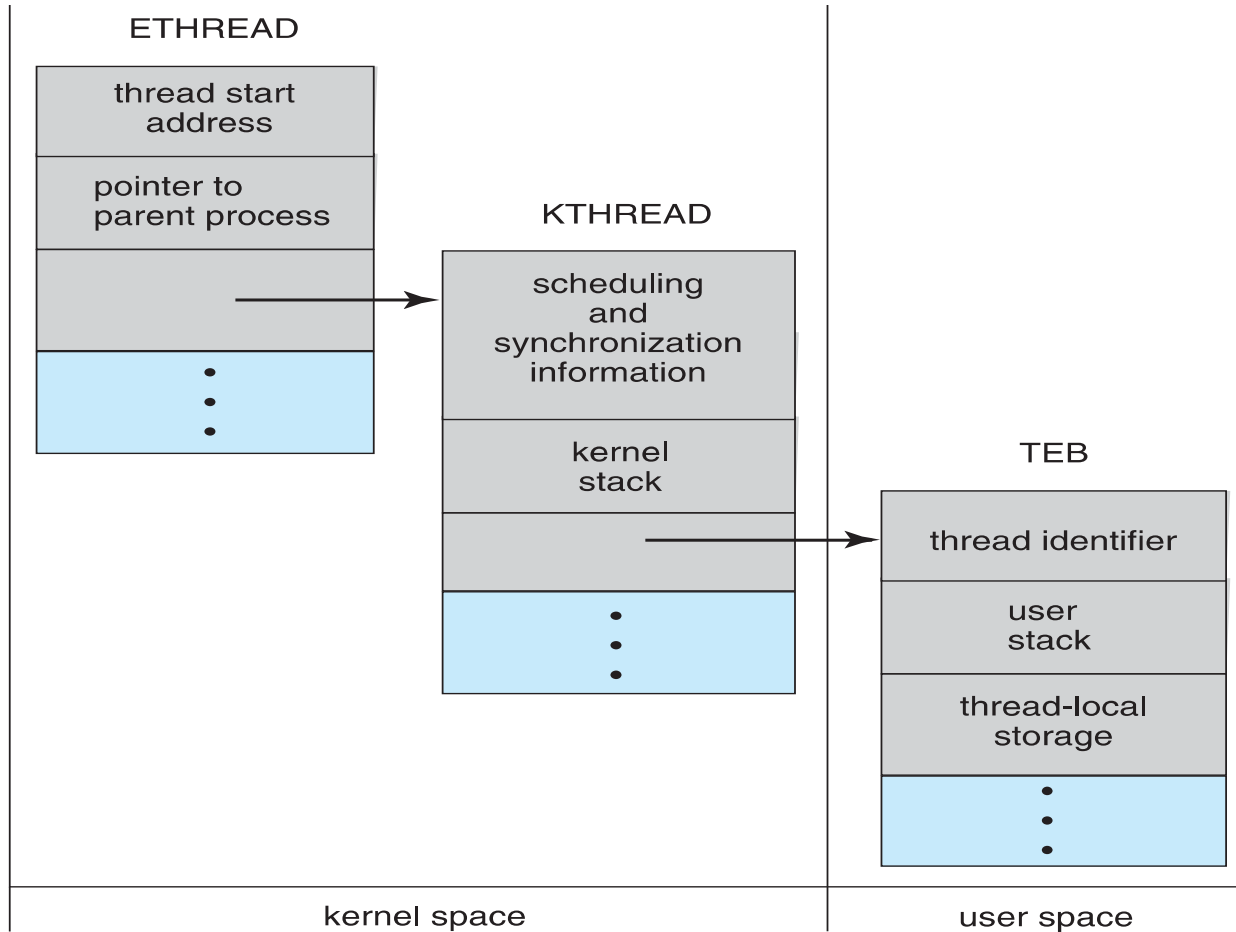 ETHREAD
thread start
address
pointer to
parent process
KTHREAD
scheduling
and
synchronization
information
kernel
stack
TEB
thread identifier
user
stack
thread-local
storage
kernel space
user space